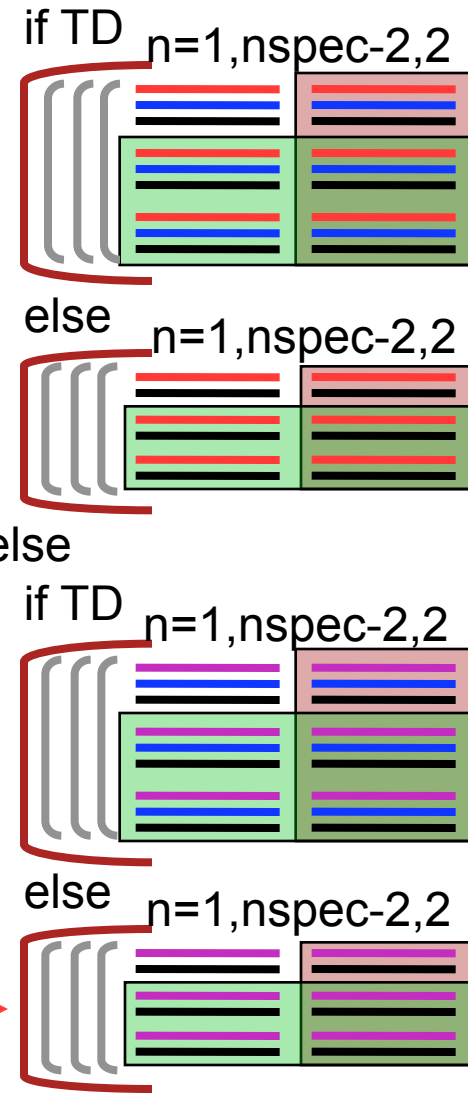 if TD
n=1,nspec-2,2
else
n=1,nspec-2,2
else
if TD
n=1,nspec-2,2
else
n=1,nspec-2,2